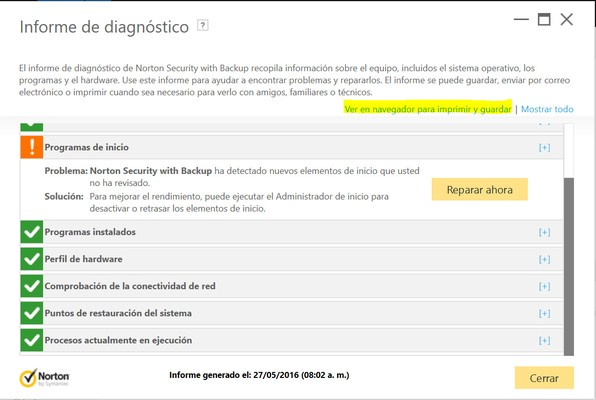 Informe de diagnóstico [?]
El informe de diagnóstico de Norton Security with Backup recopila información sobre el equipo, incluidos el sistema operativo, los
programas y el hardware. Use este informe para ayudar a encontrar problemas y repararlos. El informe se puede guardar, enviar por correo
electrónico o imprimir cuando sea necesario para verlo con amigos, familiares o técnicos.
Ver en navegador para imprimir y guardar | Mostrar todo
Programas de inicio [+]
Problema: Norton Security with Backup ha detectado nuevos elementos de inicio que usted
no ha revisado.
Solución: Para mejorar el rendimiento, puede ejecutar el Administrador de inicio para
desactivar o retrasar los elementos de inicio.
Reparar ahora
Programas instalados [+]
Perfil de hardware [+]
Comprobación de la conectividad de red [+]
Puntos de restauración del sistema [+]
Procesos actualmente en ejecución [+]
Norton
by Symantec
Informe generado el: 27/05/2016 (08:02 a. m.)
Cerrar